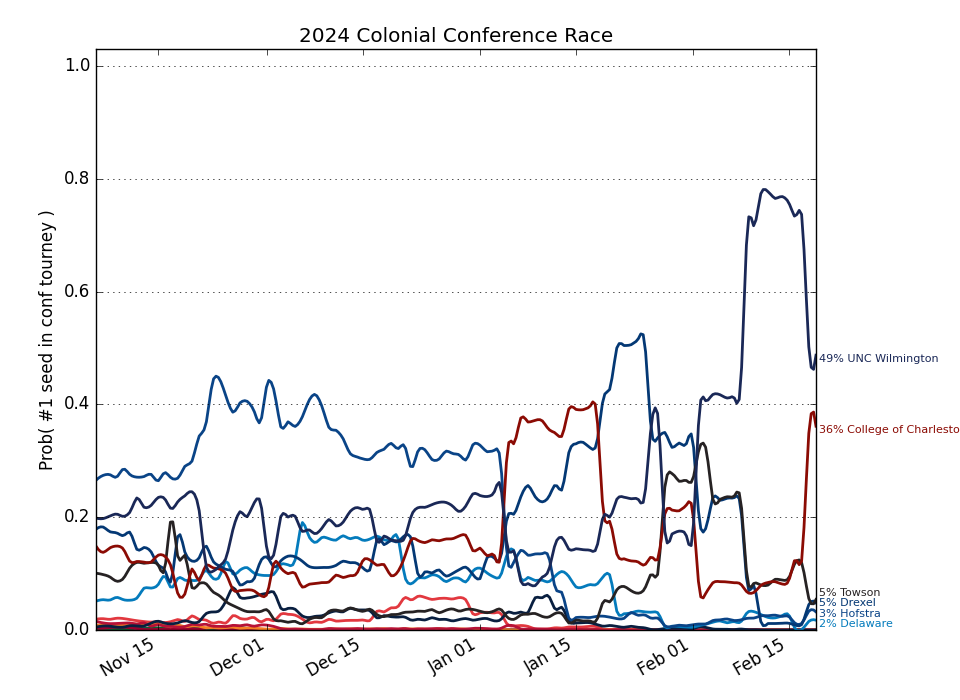 2024 Colonial Conference Race
Prob( #1 seed in conf tourney )
1.0
0.8
0.6
0.4
0.2
0.0
49% UNC Wilmington
36% College of Charlesto
5% Towson
5% Drexel
3% Hofstra
2% Delaware
Nov 15
Dec 01
Dec 15
Jan 01
Jan 15
Feb 01
Feb 15